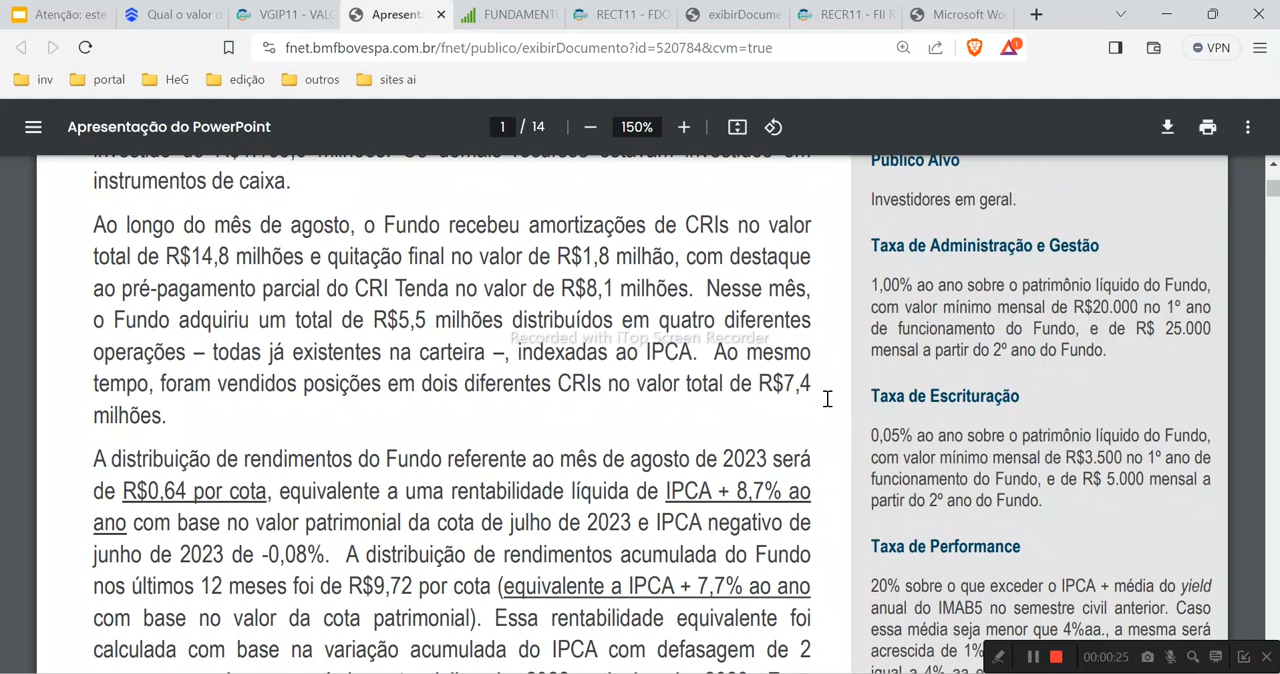 Atenção: este
Qual o valor d
VGIP11 - VALO
Apresent
FUNDAMENTU
RECT11 - FDO
exibirDocume
RECR11 - FII R
Microsoft Wor
fnet.bmfbovespa.com.br/fnet/publico/exibirDocumento?id=520784&cvm=true
1
VPN
inv
portal
HeG
edição
outros
sites ai
Apresentação do PowerPoint
1 / 14
150%
instrumentos de caixa.
Ao longo do mês de agosto, o Fundo recebeu amortizações de CRIs no valor
total de R$14,8 milhões e quitação final no valor de R$1,8 milhão, com destaque
ao pré-pagamento parcial do CRI Tenda no valor de R$8,1 milhões. Nesse mês,
o Fundo adquiriu um total de R$5,5 milhões distribuídos em quatro diferentes
operações – todas já existentes na carteira –, indexadas ao IPCA. Ao mesmo
tempo, foram vendidos posições em dois diferentes CRIs no valor total de R$7,4
milhões.
A distribuição de rendimentos do Fundo referente ao mês de agosto de 2023 será
de R$0,64 por cota, equivalente a uma rentabilidade líquida de IPCA + 8,7% ao
ano com base no valor patrimonial da cota de julho de 2023 e IPCA negativo de
junho de 2023 de -0,08%. A distribuição de rendimentos acumulada do Fundo
nos últimos 12 meses foi de R$9,72 por cota (equivalente a IPCA + 7,7% ao ano
com base no valor da cota patrimonial). Essa rentabilidade equivalente foi
calculada com base na variação acumulada do IPCA com defasagem de 2
Recorded with iTop Screen Recorder
Público Alvo
Investidores em geral.
Taxa de Administração e Gestão
1,00% ao ano sobre o patrimônio líquido do Fundo,
com valor mínimo mensal de R$20.000 no 1º ano
de funcionamento do Fundo, e de R$ 25.000
mensal a partir do 2º ano do Fundo.
Taxa de Escrituração
0,05% ao ano sobre o patrimônio líquido do Fundo,
com valor mínimo mensal de R$3.500 no 1º ano de
funcionamento do Fundo, e de R$ 5.000 mensal a
partir do 2º ano do Fundo.
Taxa de Performance
20% sobre o que exceder o IPCA + média do yield
anual do IMAB5 no semestre civil anterior. Caso
essa média seja menor que 4%aa., a mesma será
acrescida de 1%
igual a 4% aa
00:00:25